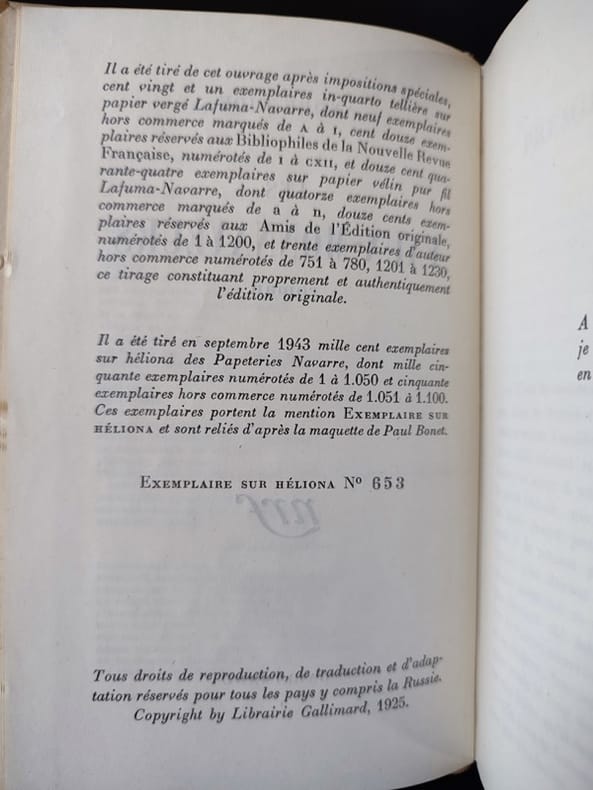 Il a été tiré de cet ouvrage après impositions spéciales,
cent vingt et un exemplaires in-quarto tellière sur
papier vergé Lafuma-Navarre, dont neuf exemplaires
hors commerce marqués de A à I, cent douze exem-
plaires réservés aux Bibliophiles de la Nouvelle Revue
Française, numérotés de I à CXII, et douze cent qua-
rante-quatre exemplaires sur papier vélin pur fil
Lafuma-Navarre, dont quatorze exemplaires hors
commerce marqués de a à n, douze cents exem-
plaires réservés aux Amis de l'Édition originale,
numérotés de 1 à 1200, et trente exemplaires d'auteur
hors commerce numérotés de 751 à 780, 1201 à 1230,
ce tirage constituant proprement et authentiquement
l'édition originale.
Il a été tiré en septembre 1943 mille cent exemplaires
sur héliona des Papeteries Navarre, dont mille cin-
quante exemplaires numérotés de 1 à 1.050 et cinquante
exemplaires hors commerce numérotés de 1.051 à 1.100.
Ces exemplaires portent la mention EXEMPLAIRE SUR
HÉLIONA et sont reliés d'après la maquette de Paul Bonet.
EXEMPLAIRE SUR HÉLIONA Nº 653
nrf
Tous droits de reproduction, de traduction et d'adap-
tation réservés pour tous les pays y compris la Russie.
Copyright by Librairie Gallimard, 1925.
A
je
en